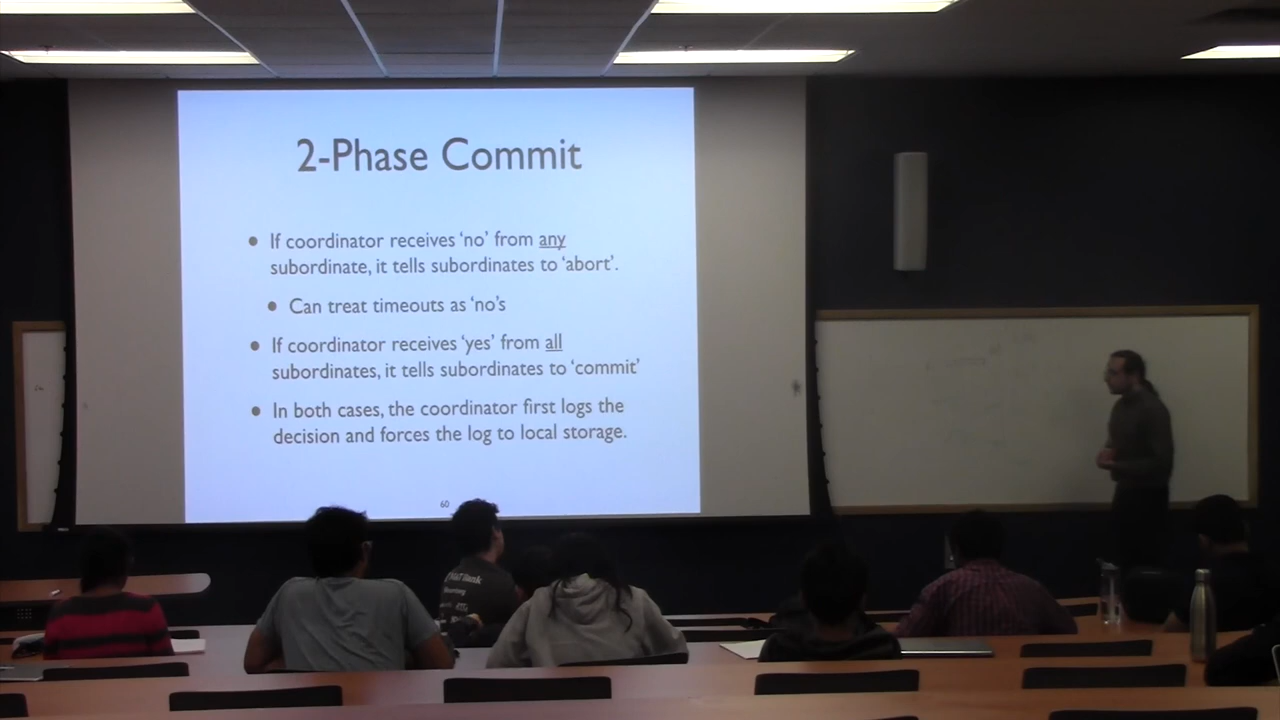 2-Phase Commit
• If coordinator receives ‘no’ from any
subordinate, it tells subordinates to ‘abort’.
• Can treat timeouts as ‘no’s
• If coordinator receives ‘yes’ from all
subordinates, it tells subordinates to ‘commit’
• In both cases, the coordinator first logs the
decision and forces the log to local storage.
60
Bank